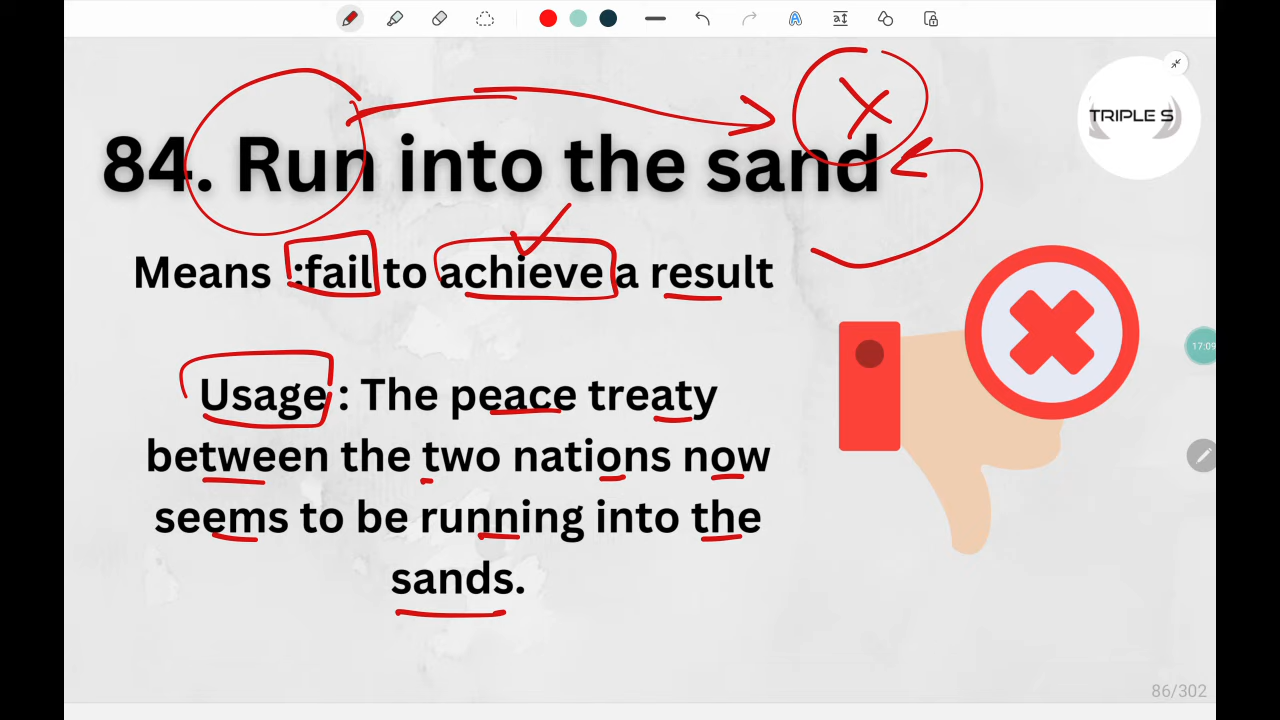 TRIPLE S
84. Run into the sand
Means :fail to achieve a result
17:09
Usage : The peace treaty
between the two nations now
seems to be running into the
sands.
86/302